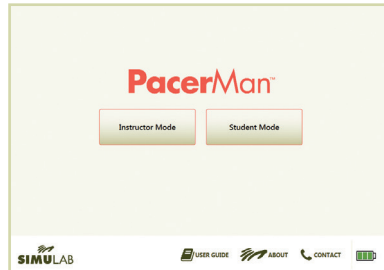 PacerMan™
Instructor Mode Student Mode
SIMULAB USER GUIDE ABOUT CONTACT